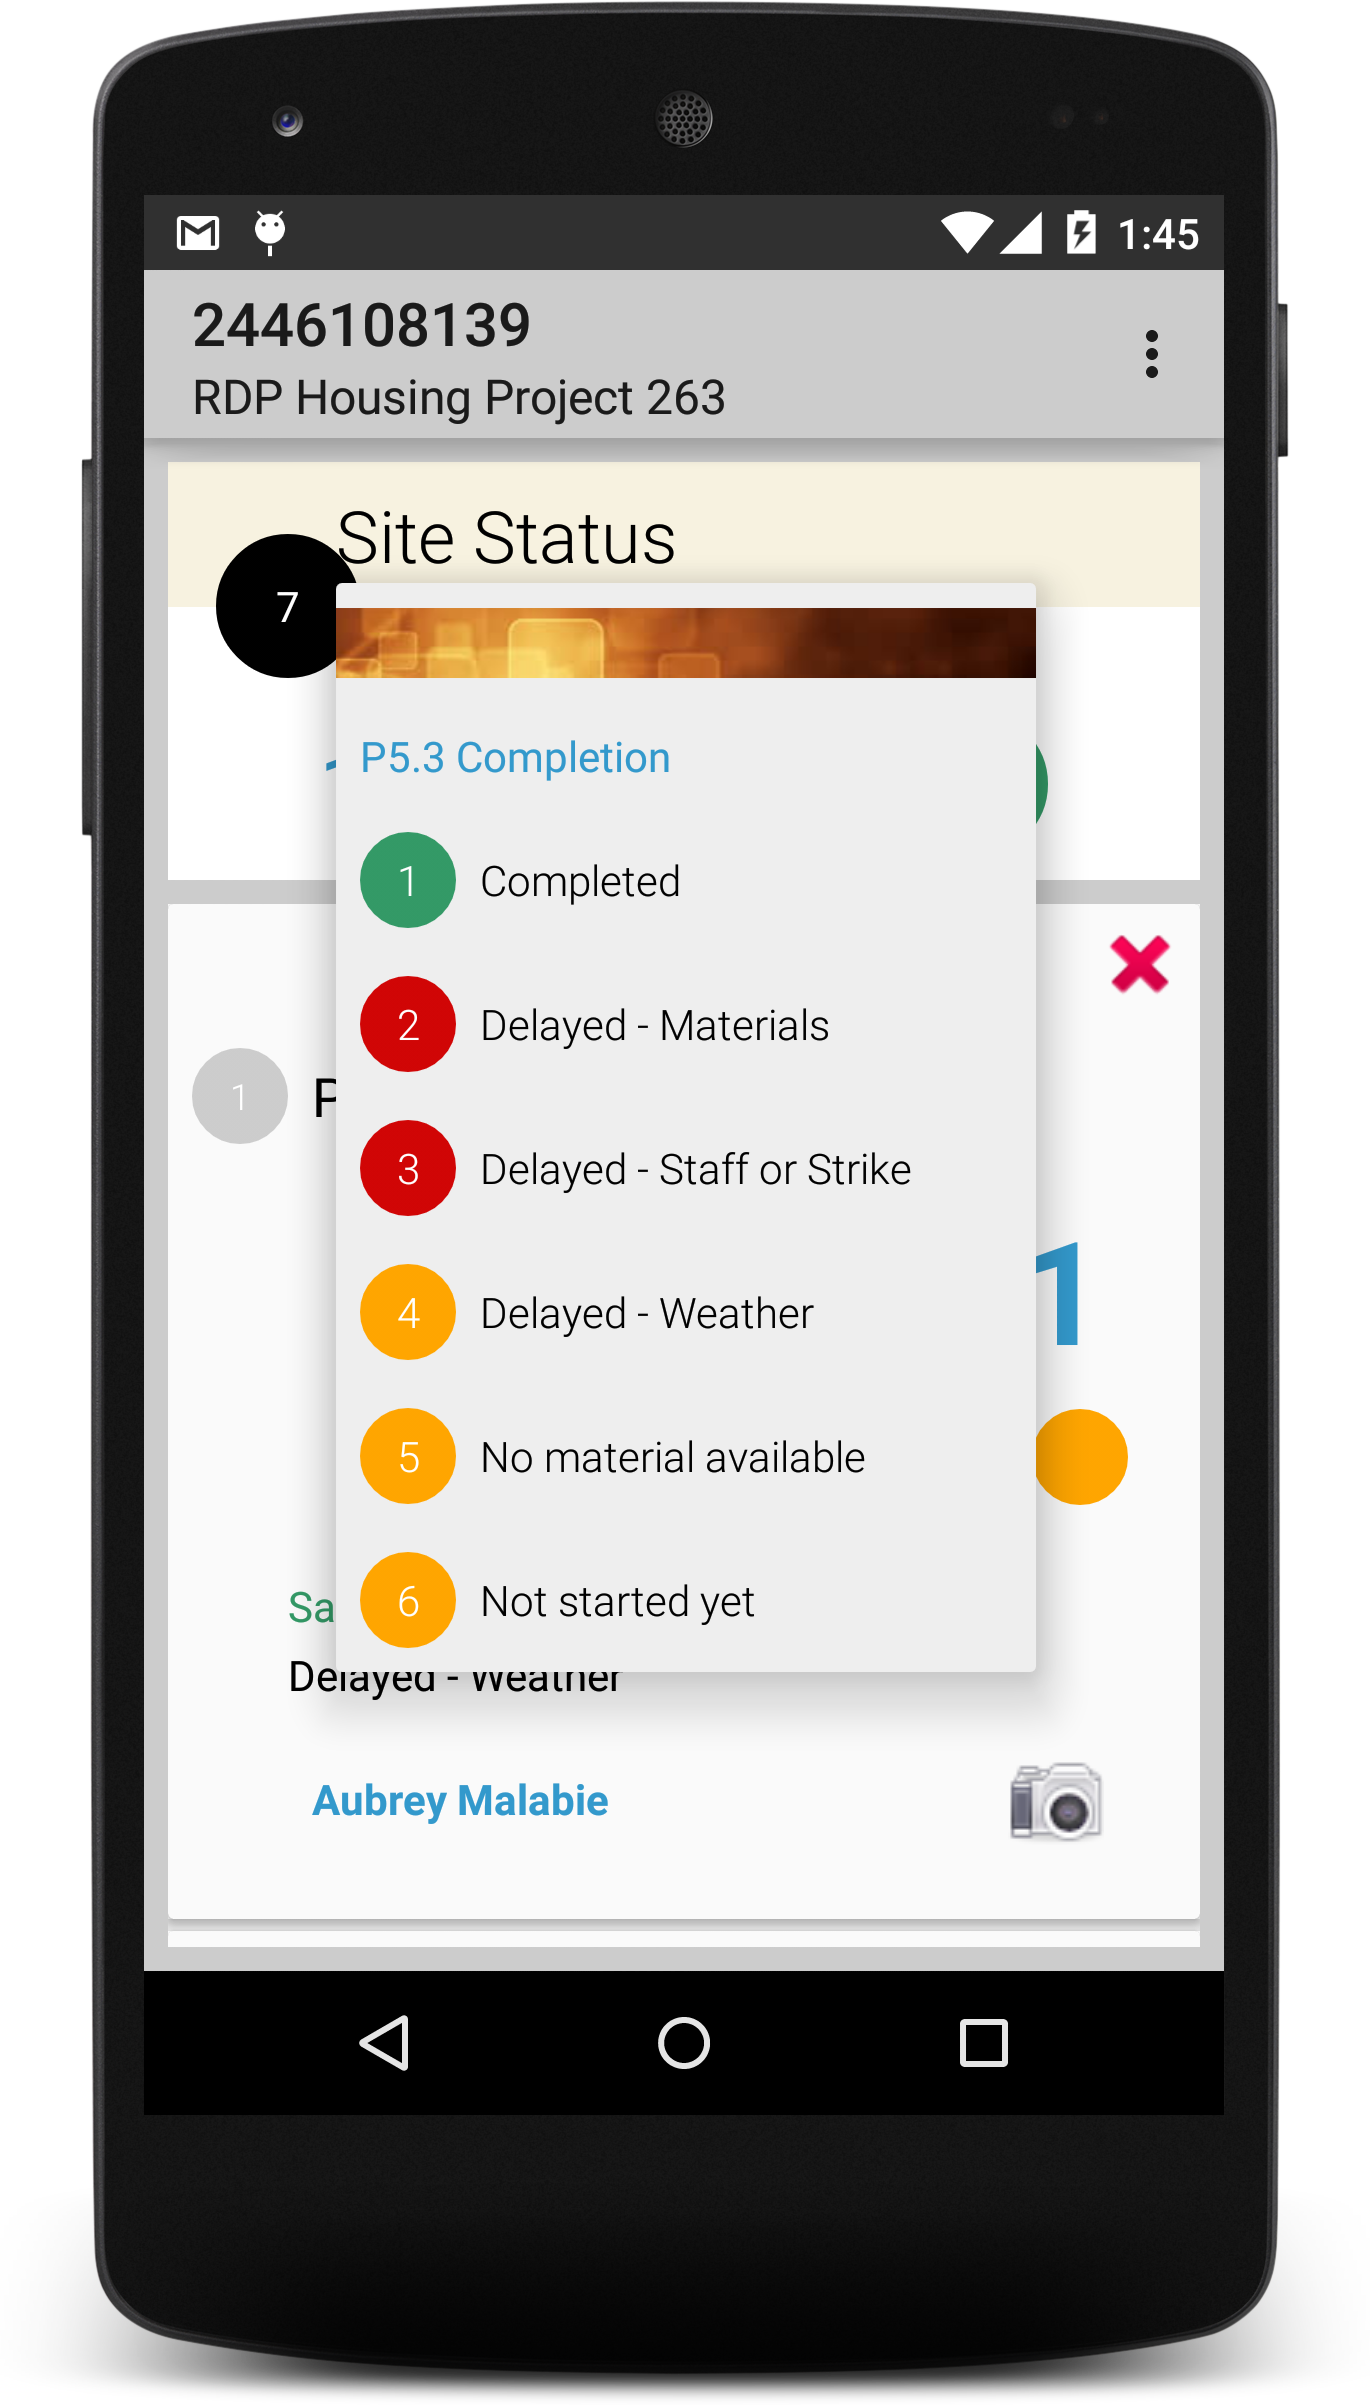 1:45
2446108139
RDP Housing Project 263
Site Status
7
P5.3 Completion
1 Completed
2 Delayed - Materials
1
3 Delayed - Staff or Strike
1
4 Delayed - Weather
5 No material available
6 Not started yet
Delayed - Weather
Aubrey Malabie